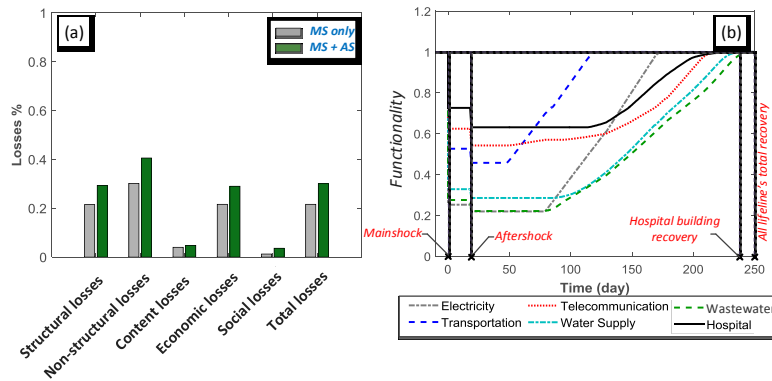 (a)
MS only
MS + AS
Losses %
1
0.8
0.6
0.4
0.2
0
Structural losses
Non-structural losses
Content losses
Economic losses
Social losses
Total losses
(b)
Functionality
1.2
1
0.8
0.6
0.4
0.2
0
Mainshock
Aftershock
Hospital building
recovery
All lifeline's total recovery
0 50 100 150 200 250
Time (day)
Electricity
Telecommunication
Wastewater
Transportation
Water Supply
Hospital